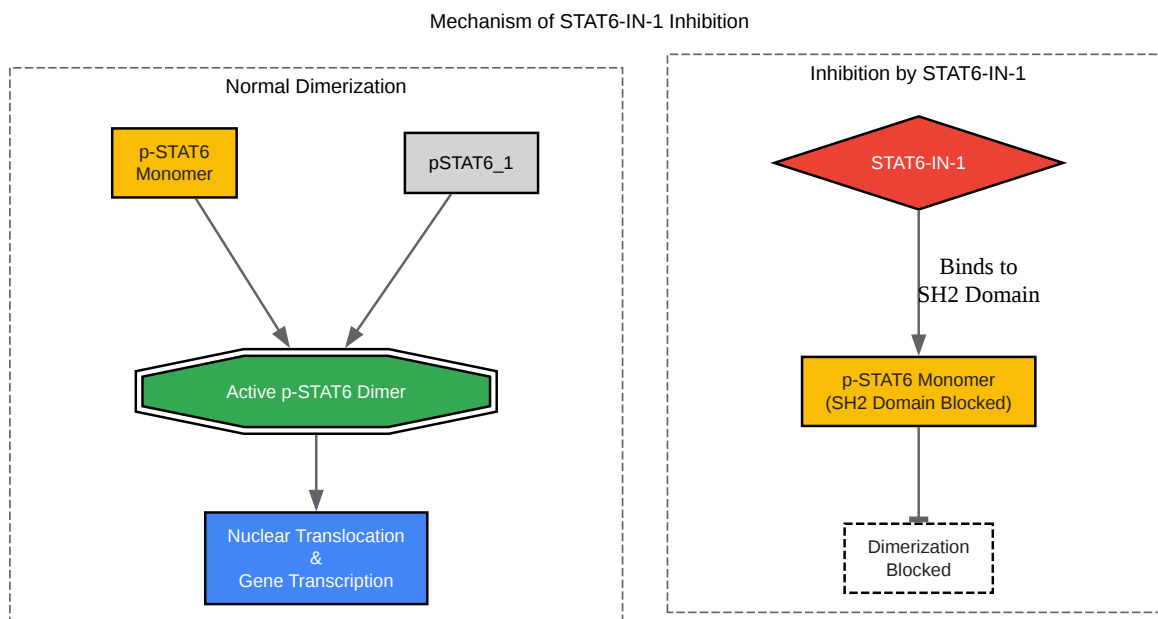 Mechanism of STAT6-IN-1 Inhibition
Normal Dimerization
p-STAT6
Monomer
pSTAT6_1
Active p-STAT6 Dimer
Nuclear Translocation
&
Gene Transcription
Inhibition by STAT6-IN-1
STAT6-IN-1
Binds to
SH2 Domain
p-STAT6 Monomer
(SH2 Domain Blocked)
Dimerization
Blocked